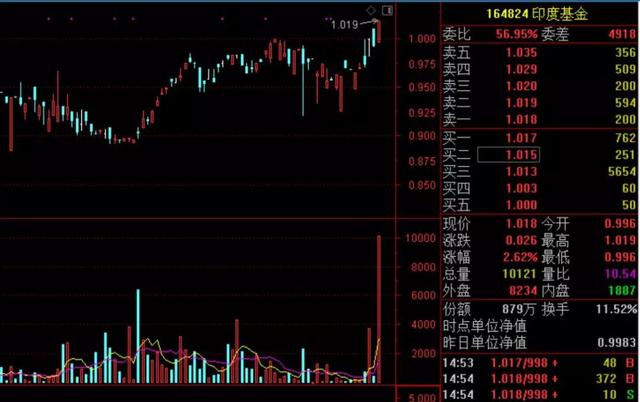 164824 印度基金
委比 56.95% 委差 4918
卖五 1.035 356
卖四 1.029 509
卖三 1.020 200
卖二 1.019 594
卖一 1.018 200
买一 1.017 762
买二 1.015 251
买三 1.013 5654
买四 1.003 60
买五 1.000 50
现价 1.018 今开 0.996
涨跌 0.026 最高 1.019
涨幅 2.62% 最低 0.996
总量 10121 量比 10.54
外盘 8234 内盘 1887
份额 879万 换手 11.52%
时点单位净值
昨日单位净值 0.9983
14:53 1.017/998 + 48 B
14:54 1.018/998 + 372 B
14:54 1.018/998 + 10 S
1.019
1.000
0.975
0.950
0.925
0.900
0.875
0.850
10000
8000
6000
4000
2000
5.000